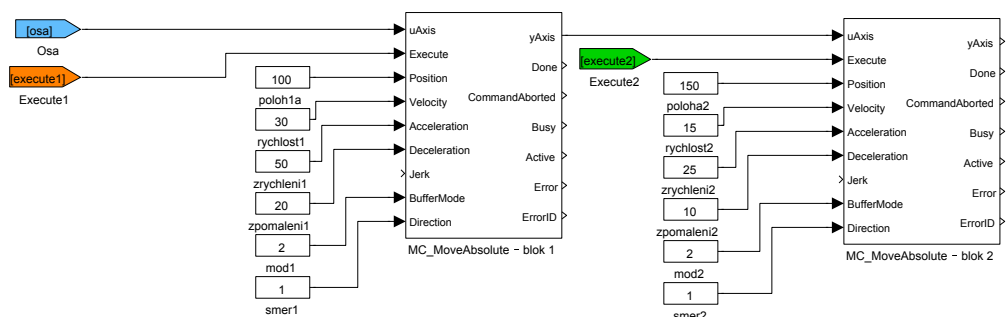 [osa]
Osa
[execute1]
Execute1
100
poloh1a
30
rychlost1
50
zrychleni1
20
zpomaleni1
2
mod1
1
smer1
uAxis
Execute
Position
Velocity
Acceleration
Deceleration
Jerk
BufferMode
Direction
yAxis
Done
CommandAborted
Busy
Active
Error
ErrorID
MC_MoveAbsolute - blok 1
[execute2]
Execute2
150
poloha2
15
rychlost2
25
zrychleni2
10
zpomaleni2
2
mod2
1
smer2
uAxis
Execute
Position
Velocity
Acceleration
Deceleration
Jerk
BufferMode
Direction
yAxis
Done
CommandAborted
Busy
Active
Error
ErrorID
MC_MoveAbsolute - blok 2